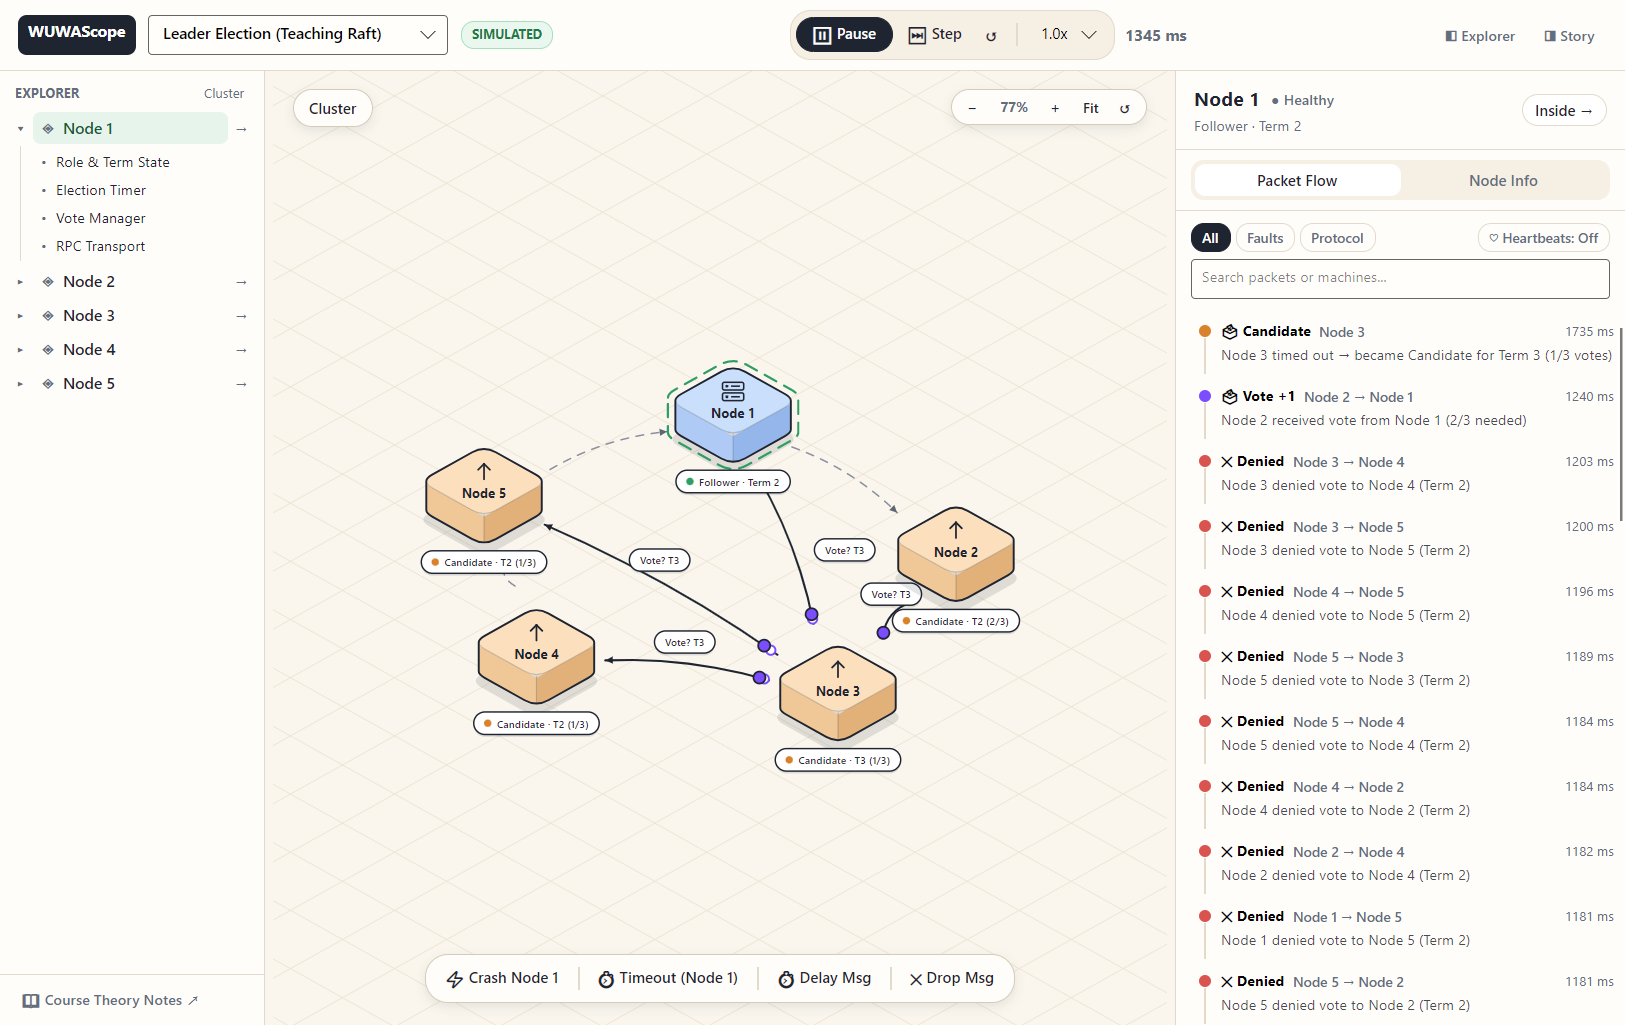 WUWAScope
Leader Election (Teaching Raft)
SIMULATED
Pause
Step
1.0x
1345 ms
Explorer
Story
EXPLORER
Cluster
Node 1
Role & Term State
Election Timer
Vote Manager
RPC Transport
Node 2
Node 3
Node 4
Node 5
Course Theory Notes ↗
Cluster
− 77% + Fit ↺
Node 1
Follower · Term 2
Node 5
Candidate · T2 (1/3)
Vote? T3
Vote? T3
Node 2
Vote? T3
Candidate · T2 (2/3)
Node 4
Vote? T3
Candidate · T2 (1/3)
Node 3
Candidate · T3 (1/3)
Crash Node 1
Timeout (Node 1)
Delay Msg
Drop Msg
Node 1 • Healthy
Follower · Term 2
Inside →
Packet Flow
Node Info
All
Faults
Protocol
♡ Heartbeats: Off
Search packets or machines...
Candidate Node 3 1735 ms
Node 3 timed out → became Candidate for Term 3 (1/3 votes)
Vote +1 Node 2 → Node 1 1240 ms
Node 2 received vote from Node 1 (2/3 needed)
Denied Node 3 → Node 4 1203 ms
Node 3 denied vote to Node 4 (Term 2)
Denied Node 3 → Node 5 1200 ms
Node 3 denied vote to Node 5 (Term 2)
Denied Node 4 → Node 5 1196 ms
Node 4 denied vote to Node 5 (Term 2)
Denied Node 5 → Node 3 1189 ms
Node 5 denied vote to Node 3 (Term 2)
Denied Node 5 → Node 4 1184 ms
Node 5 denied vote to Node 4 (Term 2)
Denied Node 4 → Node 2 1184 ms
Node 4 denied vote to Node 2 (Term 2)
Denied Node 2 → Node 4 1182 ms
Node 2 denied vote to Node 4 (Term 2)
Denied Node 1 → Node 5 1181 ms
Node 1 denied vote to Node 5 (Term 2)
Denied Node 5 → Node 2 1181 ms
Node 5 denied vote to Node 2 (Term 2)